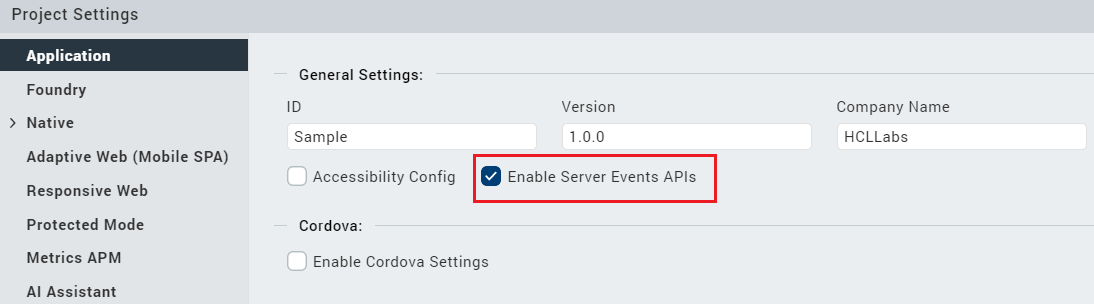 Project Settings
Application
Foundry
Native
Adaptive Web (Mobile SPA)
Responsive Web
Protected Mode
Metrics APM
AI Assistant
General Settings:
ID
Version
Company Name
Sample
1.0.0
HCLLabs
Accessibility Config
Enable Server Events APIs
Cordova:
Enable Cordova Settings